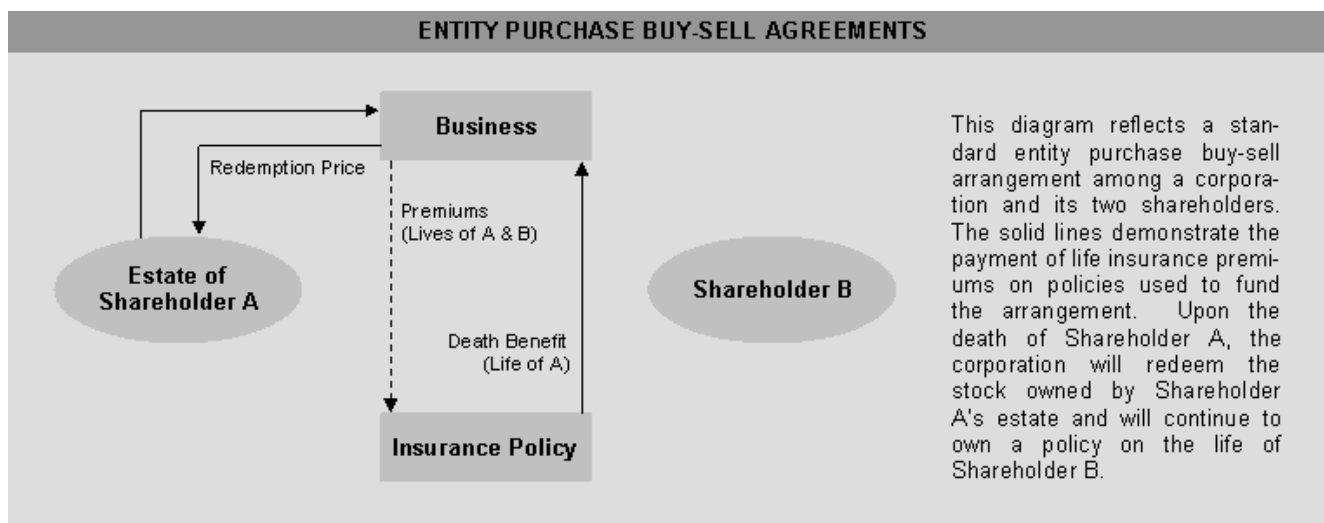 ENTITY PURCHASE BUY-SELL AGREEMENTS
Business
Redemption Price
Premiums
(Lives of A & B)
Estate of
Shareholder A
Shareholder B
Death Benefit
(Life of A)
Insurance Policy
This diagram reflects a stan-
dard entity purchase buy-sell
arrangement among a corpora-
tion and its two shareholders.
The solid lines demonstrate the
payment of life insurance premi-
ums on policies used to fund
the arrangement. Upon the
death of Shareholder A, the
corporation will redeem the
stock owned by Shareholder
A's estate and will continue to
own a policy on the life of
Shareholder B.